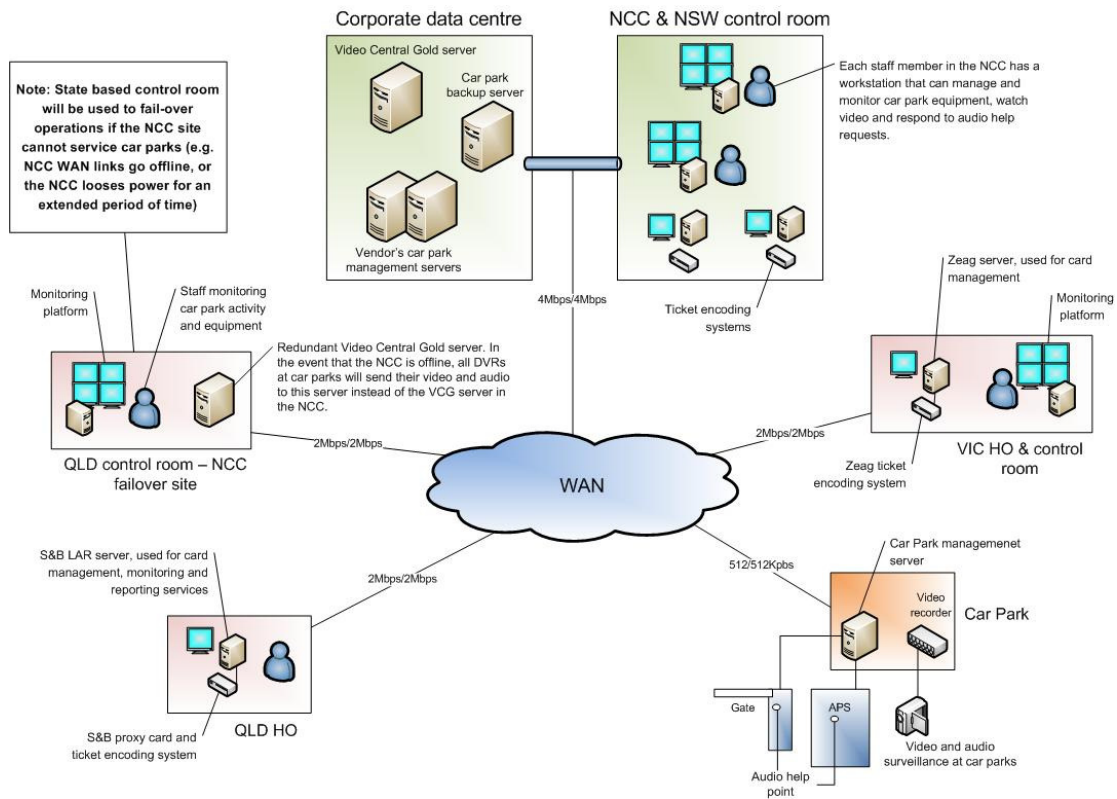 Corporate data centre
NCC & NSW control room
Video Central Gold server
Car park
backup server
Vendor's car park
management servers
Each staff member in the NCC has a
workstation that can manage and
monitor car park equipment, watch
video and respond to audio help
requests.
Ticket encoding
systems
Note: State based control room
will be used to fail-over
operations if the NCC site
cannot service car parks (e.g.
NCC WAN links go offline, or
the NCC looses power for an
extended period of time)
4Mbps/4Mbps
Monitoring
platform
Staff monitoring
car park activity
and equipment
Redundant Video Central Gold server. In
the event that the NCC is offline, all DVRs
at car parks will send their video and audio
to this server instead of the VCG server in
the NCC.
QLD control room – NCC
failover site
2Mbps/2Mbps
Zeag server, used for card
management
Monitoring
platform
2Mbps/2Mbps
Zeag ticket
encoding system
VIC HO & control
room
WAN
S&B LAR server, used for card
management, monitoring and
reporting services
2Mbps/2Mbps
QLD HO
S&B proxy card and
ticket encoding system
512/512Kpbs
Car Park managemenet
server
Video
recorder
Car Park
Gate
APS
Audio help
point
Video and audio
surveillance at car parks